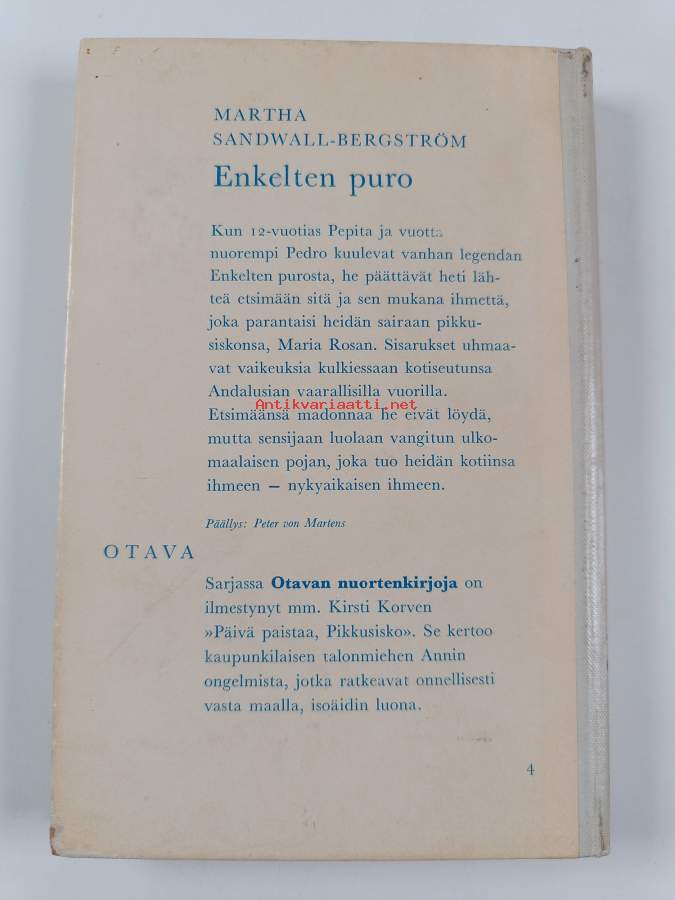 MARTHA
SANDWALL-BERGSTRÖM
Enkelten puro
Kun 12-vuotias Pepita ja vuotta
nuorempi Pedro kuulevat vanhan legendan
Enkelten purosta, he päättävät heti läh-
teä etsimään sitä ja sen mukana ihmettä,
joka parantaisi heidän sairaan pikku-
siskonsa, Maria Rosan. Sisarukset uhmaa-
vat vaikeuksia kulkiessaan kotiseutunsa
Andalusian vaarallisilla vuorilla.
Antikvariaatti.net
Etsimäänsä madonnaa he eivät löydä,
mutta sensijaan luolaan vangitun ulko-
maalaisen pojan, joka tuo heidän kotiinsa
ihmeen — nykyaikaisen ihmeen.
Päällys: Peter von Martens
OTAVA
Sarjassa Otavan nuortenkirjoja on
ilmestynyt mm. Kirsti Korven
»Päivä paistaa, Pikkusisko». Se kertoo
kaupunkilaisen talonmiehen Annin
ongelmista, jotka ratkeavat onnellisesti
vasta maalla, isoäidin luona.
4